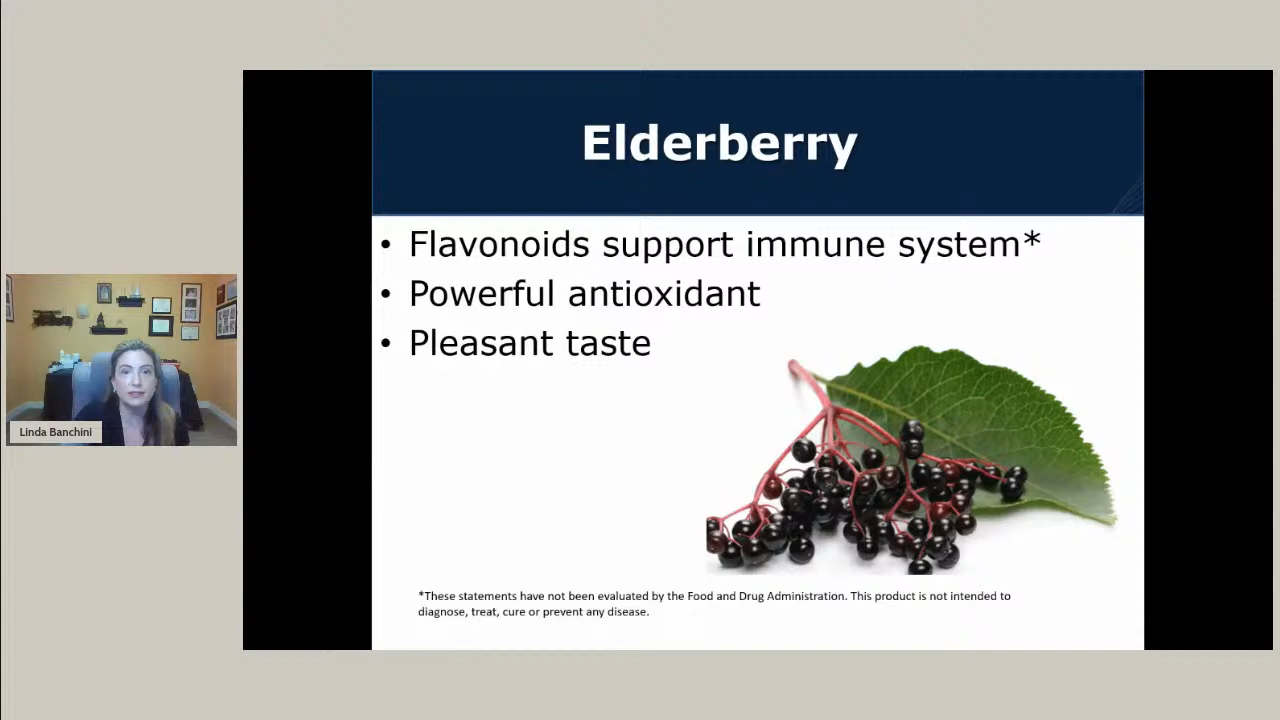 Elderberry
• Flavonoids support immune system*
• Powerful antioxidant
• Pleasant taste
Linda Banchini
*These statements have not been evaluated by the Food and Drug Administration. This product is not intended to
diagnose, treat, cure or prevent any disease.